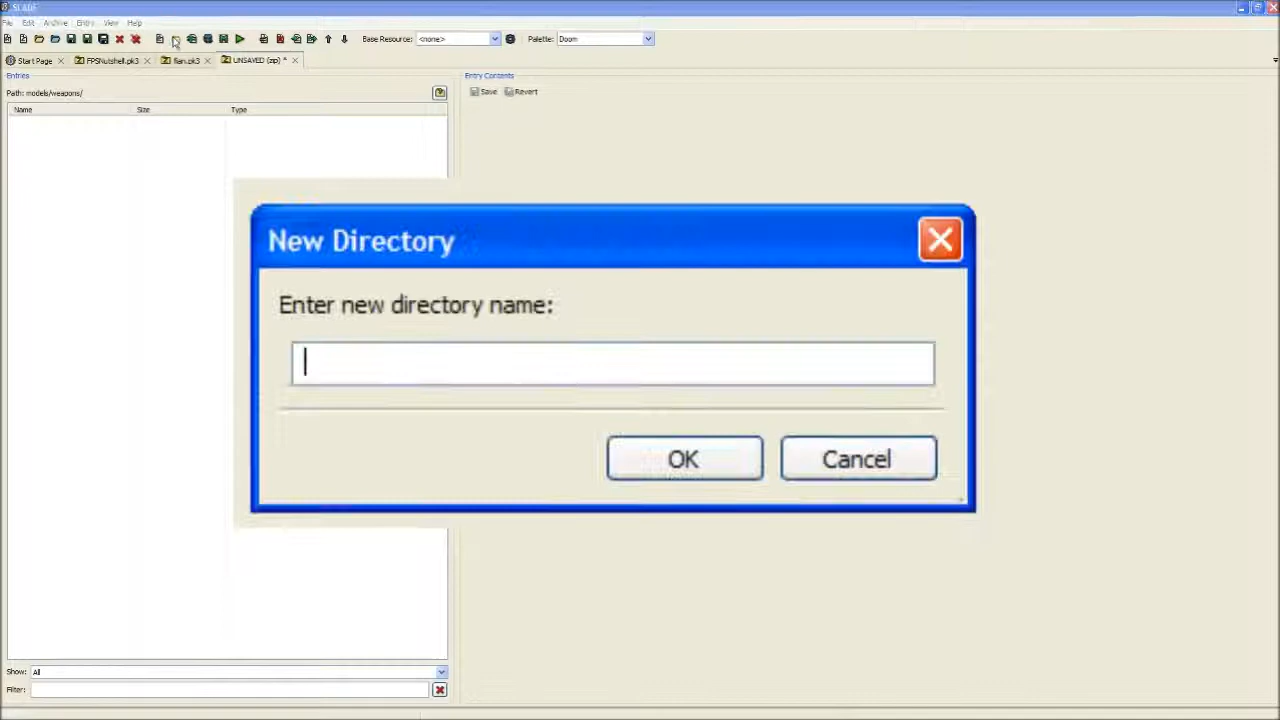 SLADE
File Edit Archive Entry View Help
Base Resource: <none> Palette: Doom
Start Page FPSNutshell.pk3 flan.pk3 UNSAVED (zip) *
Entries
Entry Contents
Path: models/weapons/
Save Revert
Name Size Type
New Directory
Enter new directory name:
OK Cancel
Show: All
Filter: